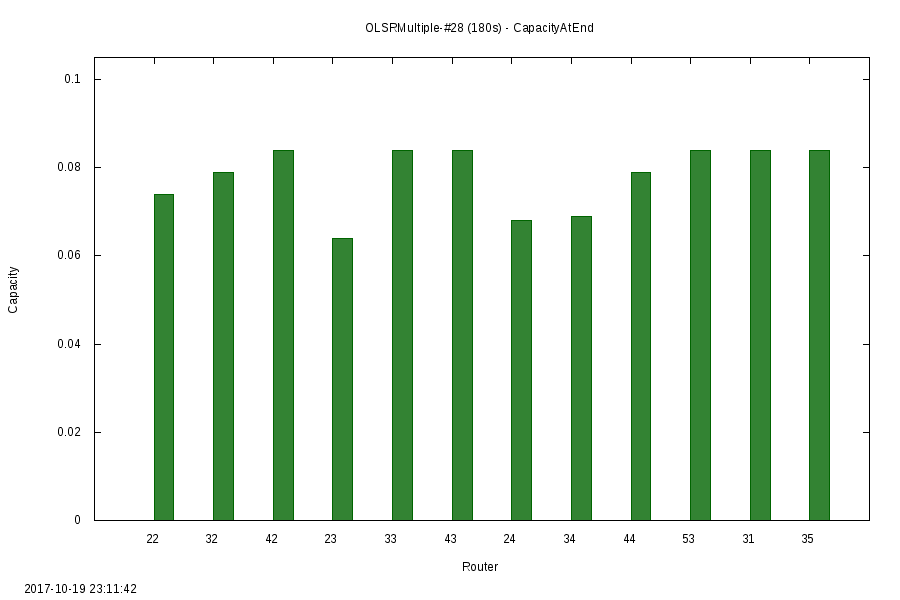 OLSRMultiple-#28 (180s) - CapacityAtEnd
0.1
0.08
0.06
0.04
0.02
0
Capacity
22 32 42 23 33 43 24 34 44 53 31 35
Router
2017-10-19 23:11:42